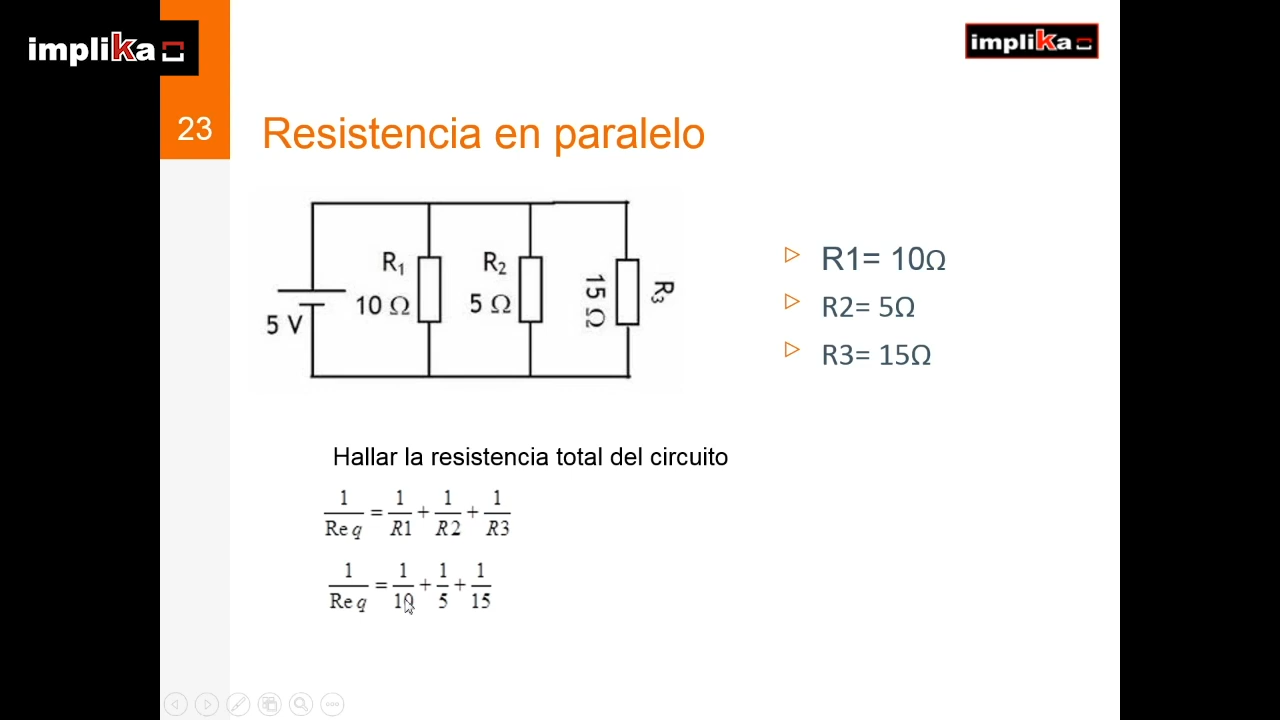 implika
implika
23
Resistencia en paralelo
R1
10 Ω
R2
5 Ω
15 Ω
R3
5 V
R1= 10Ω
R2= 5Ω
R3= 15Ω
Hallar la resistencia total del circuito
1/Req = 1/R1 + 1/R2 + 1/R3
1/Req = 1/10 + 1/5 + 1/15